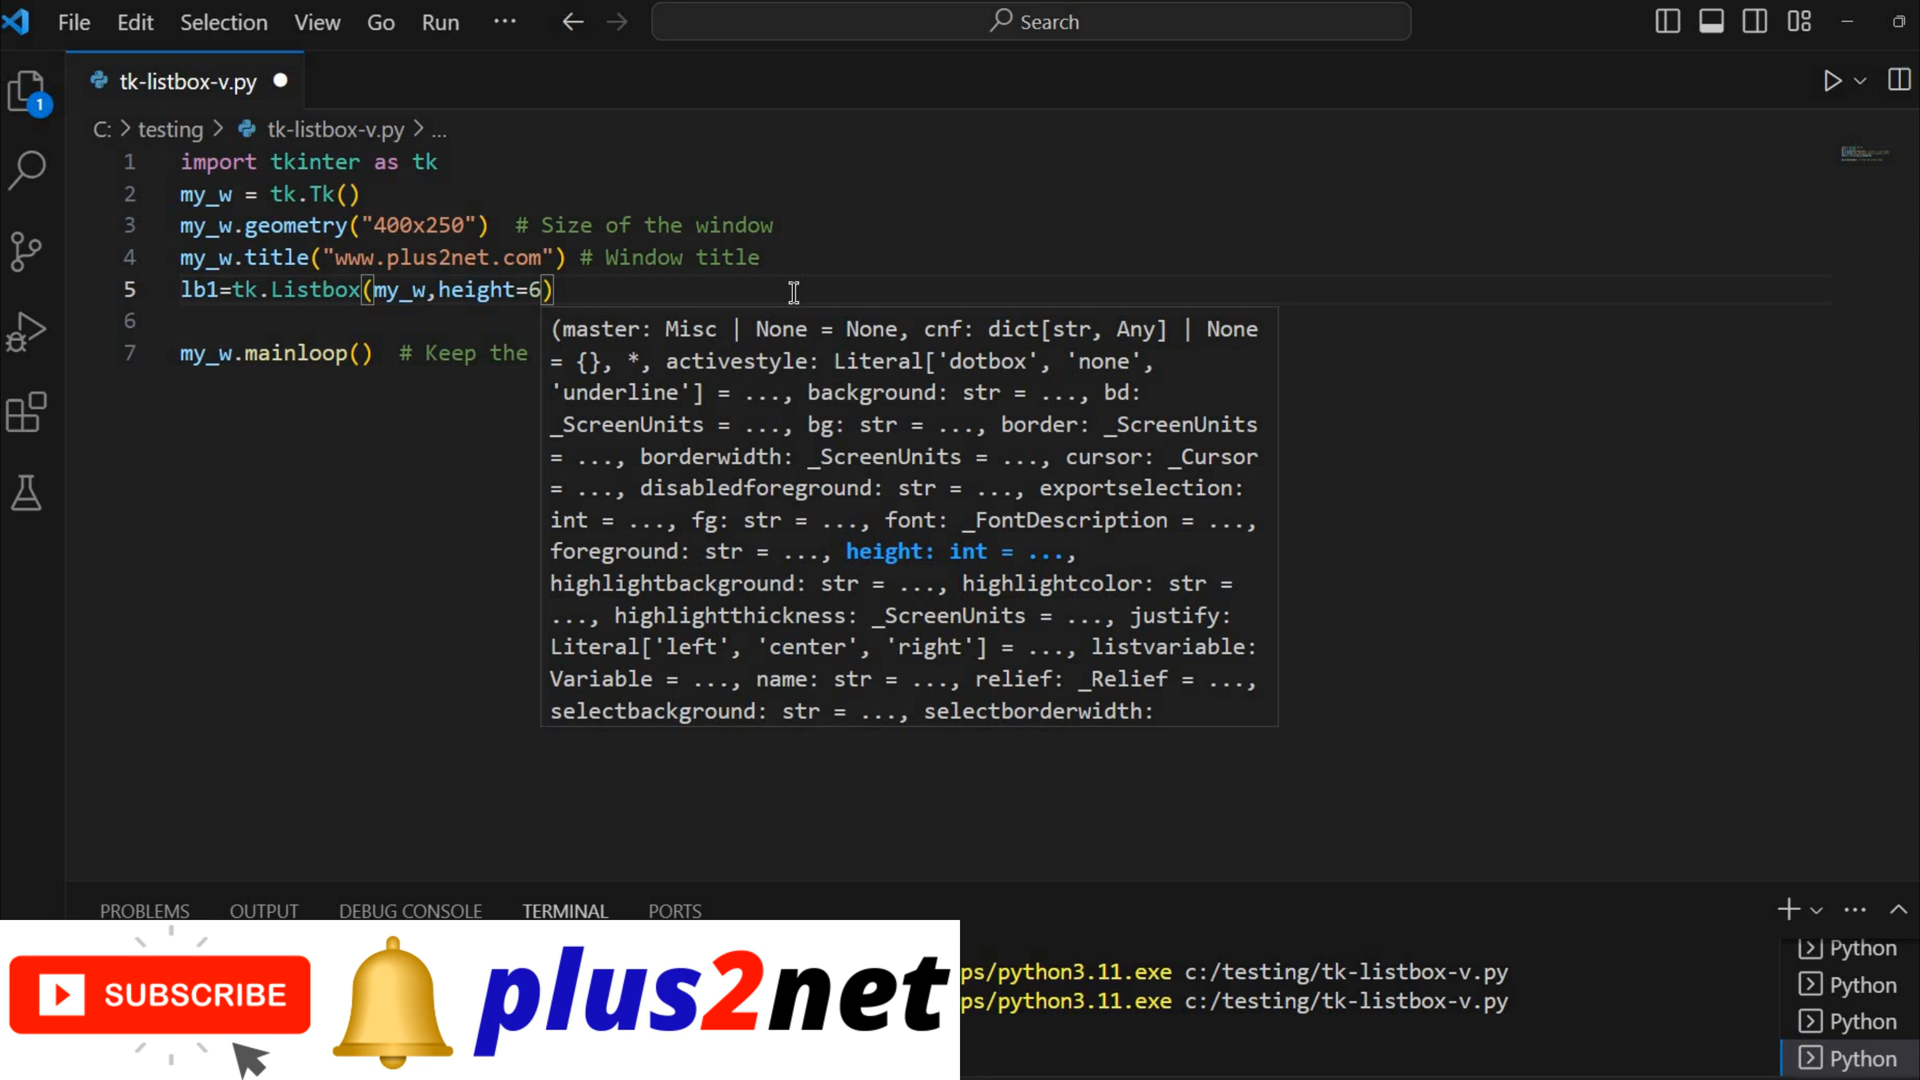 File Edit Selection View Go Run ... Search
tk-listbox-v.py
1
C: > testing > tk-listbox-v.py > ...
1 import tkinter as tk
2 my_w = tk.Tk()
3 my_w.geometry("400x250")  # Size of the window
4 my_w.title("www.plus2net.com") # Window title
5 lb1=tk.Listbox(my_w,height=6)
6
7 my_w.mainloop()  # Keep the
(master: Misc | None = None, cnf: dict[str, Any] | None
= {}, *, activestyle: Literal['dotbox', 'none',
'underline'] = ..., background: str = ..., bd:
_ScreenUnits = ..., bg: str = ..., border: _ScreenUnits
= ..., borderwidth: _ScreenUnits = ..., cursor: _Cursor
= ..., disabledforeground: str = ..., exportselection:
int = ..., fg: str = ..., font: _FontDescription = ...,
foreground: str = ..., height: int = ...,
highlightbackground: str = ..., highlightcolor: str =
..., highlightthickness: _ScreenUnits = ..., justify:
Literal['left', 'center', 'right'] = ..., listvariable:
Variable = ..., name: str = ..., relief: _Relief = ...,
selectbackground: str = ..., selectborderwidth:
PROBLEMS OUTPUT DEBUG CONSOLE TERMINAL PORTS
ps/python3.11.exe c:/testing/tk-listbox-v.py
ps/python3.11.exe c:/testing/tk-listbox-v.py
Python
Python
Python
Python
SUBSCRIBE
plus2net